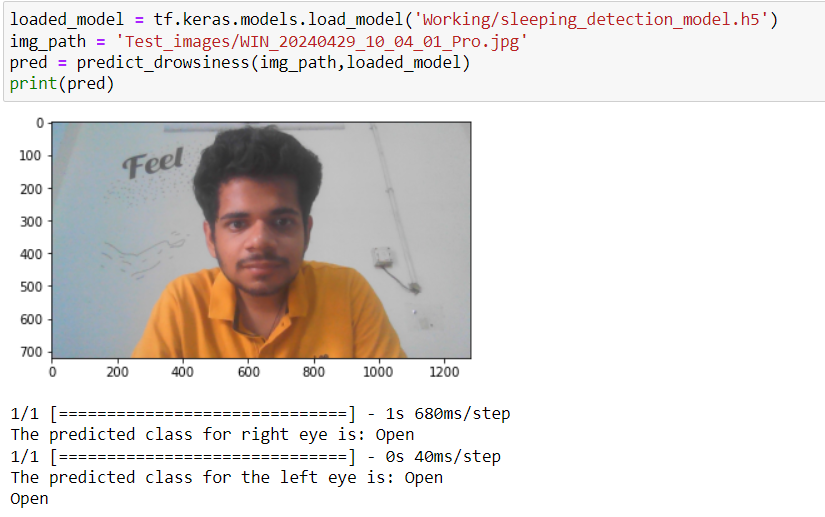 loaded_model = tf.keras.models.load_model('Working/sleeping_detection_model.h5')
img_path = 'Test_images/WIN_20240429_10_04_01_Pro.jpg'
pred = predict_drowsiness(img_path,loaded_model)
print(pred)
0
100
200
300
400
500
600
700
Feel
0 200 400 600 800 1000 1200
1/1 [==============================] - 1s 680ms/step
The predicted class for right eye is: Open
1/1 [==============================] - 0s 40ms/step
The predicted class for the left eye is: Open
Open